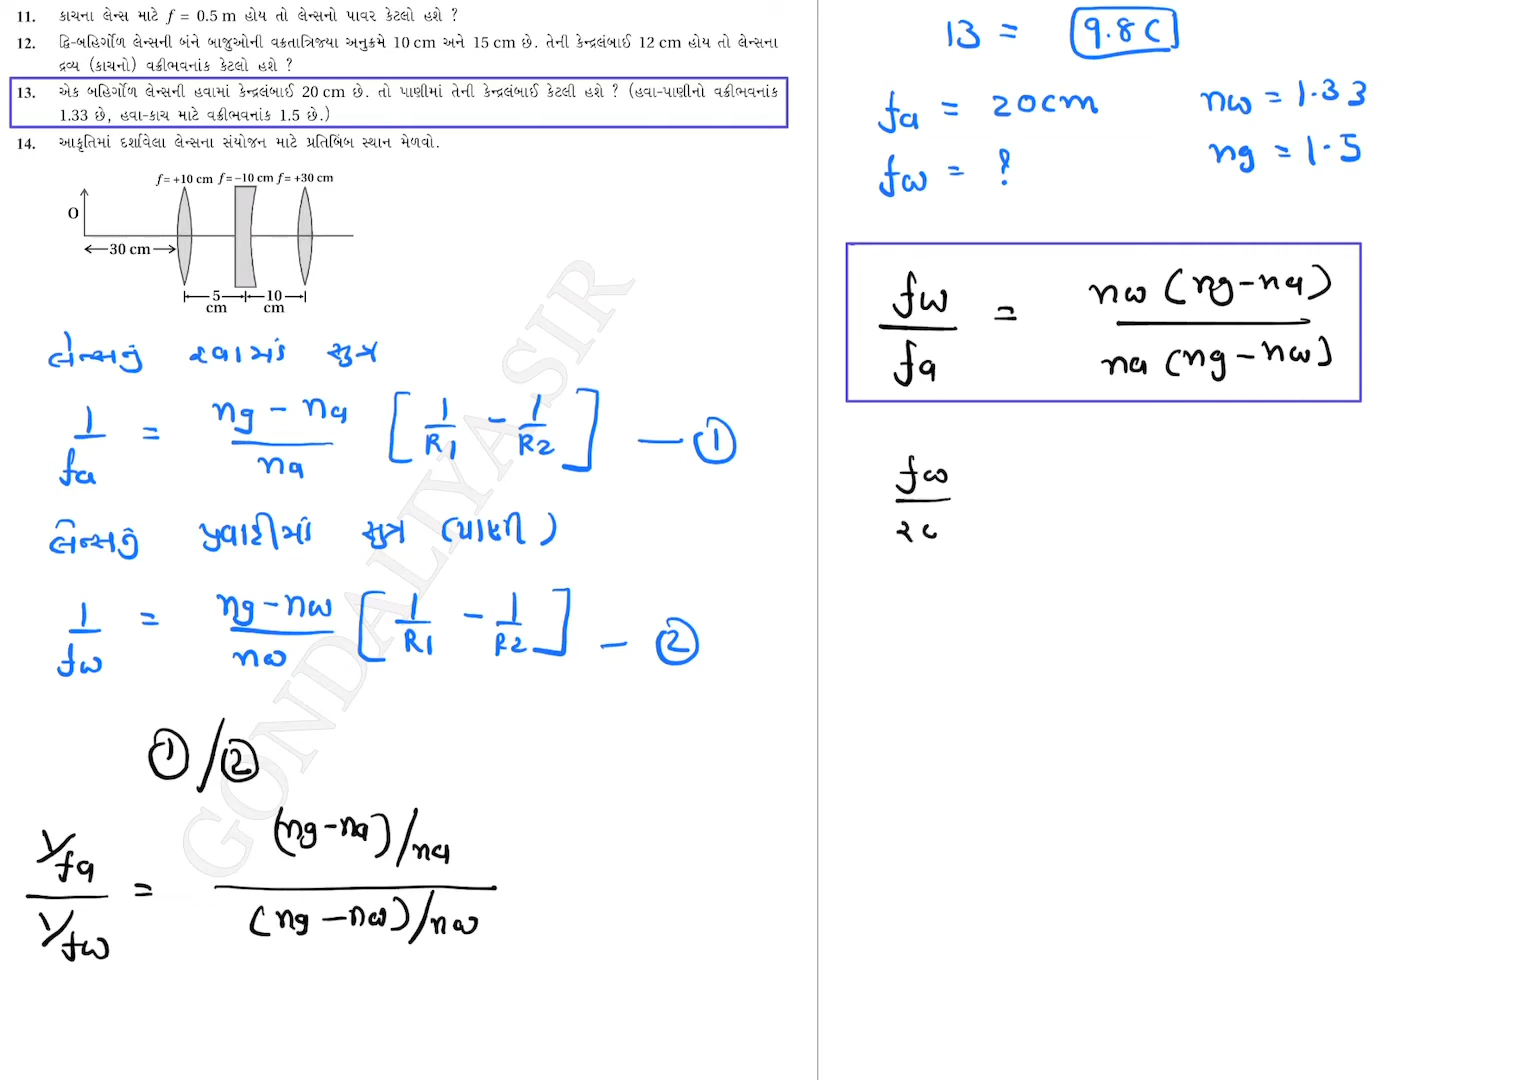 11. કાચના લેન્સ માટે f = 0.5 m હોય તો લેન્સનો પાવર કેટલો હશે ?
12. દ્વિ-બહિર્ગોળ લેન્સની બંને બાજુઓની વક્રતાત્રિજ્યા અનુક્રમે 10 cm અને 15 cm છે. તેની કેન્દ્રલંબાઈ 12 cm હોય તો લેન્સના
દ્રવ્ય (કાચનો) વક્રીભવનાંક કેટલો હશે ?
13. એક બહિર્ગોળ લેન્સની હવામાં કેન્દ્રલંબાઈ 20 cm છે. તો પાણીમાં તેની કેન્દ્રલંબાઈ કેટલી હશે ? (હવા-પાણીનો વક્રીભવનાંક
1.33 છે, હવા-કાચ માટે વક્રીભવનાંક 1.5 છે.)
14. આકૃતિમાં દર્શાવેલા લેન્સના સંયોજન માટે પ્રતિબિંબ સ્થાન મેળવો.
f = +10 cm f = −10 cm f = +30 cm
O
30 cm
5 10
cm cm
લેન્સનું હવામાં સુત્ર
1/fa = ng - na/na [1/R1 - 1/R2] — ①
લેન્સનું પ્રવાહીમાં સુત્ર (પાણી)
1/fw = ng - nw/nw [1/R1 - 1/R2] — ②
①/②
1/fa / 1/fw = (ng - na)/na / (ng - nw)/nw
GONDALIYA SIR
13 = 9.8C
fa = 20cm nw = 1.33
fw = ? ng = 1.5
fw/fa = nw (ng - na) / na (ng - nw)
fw/20